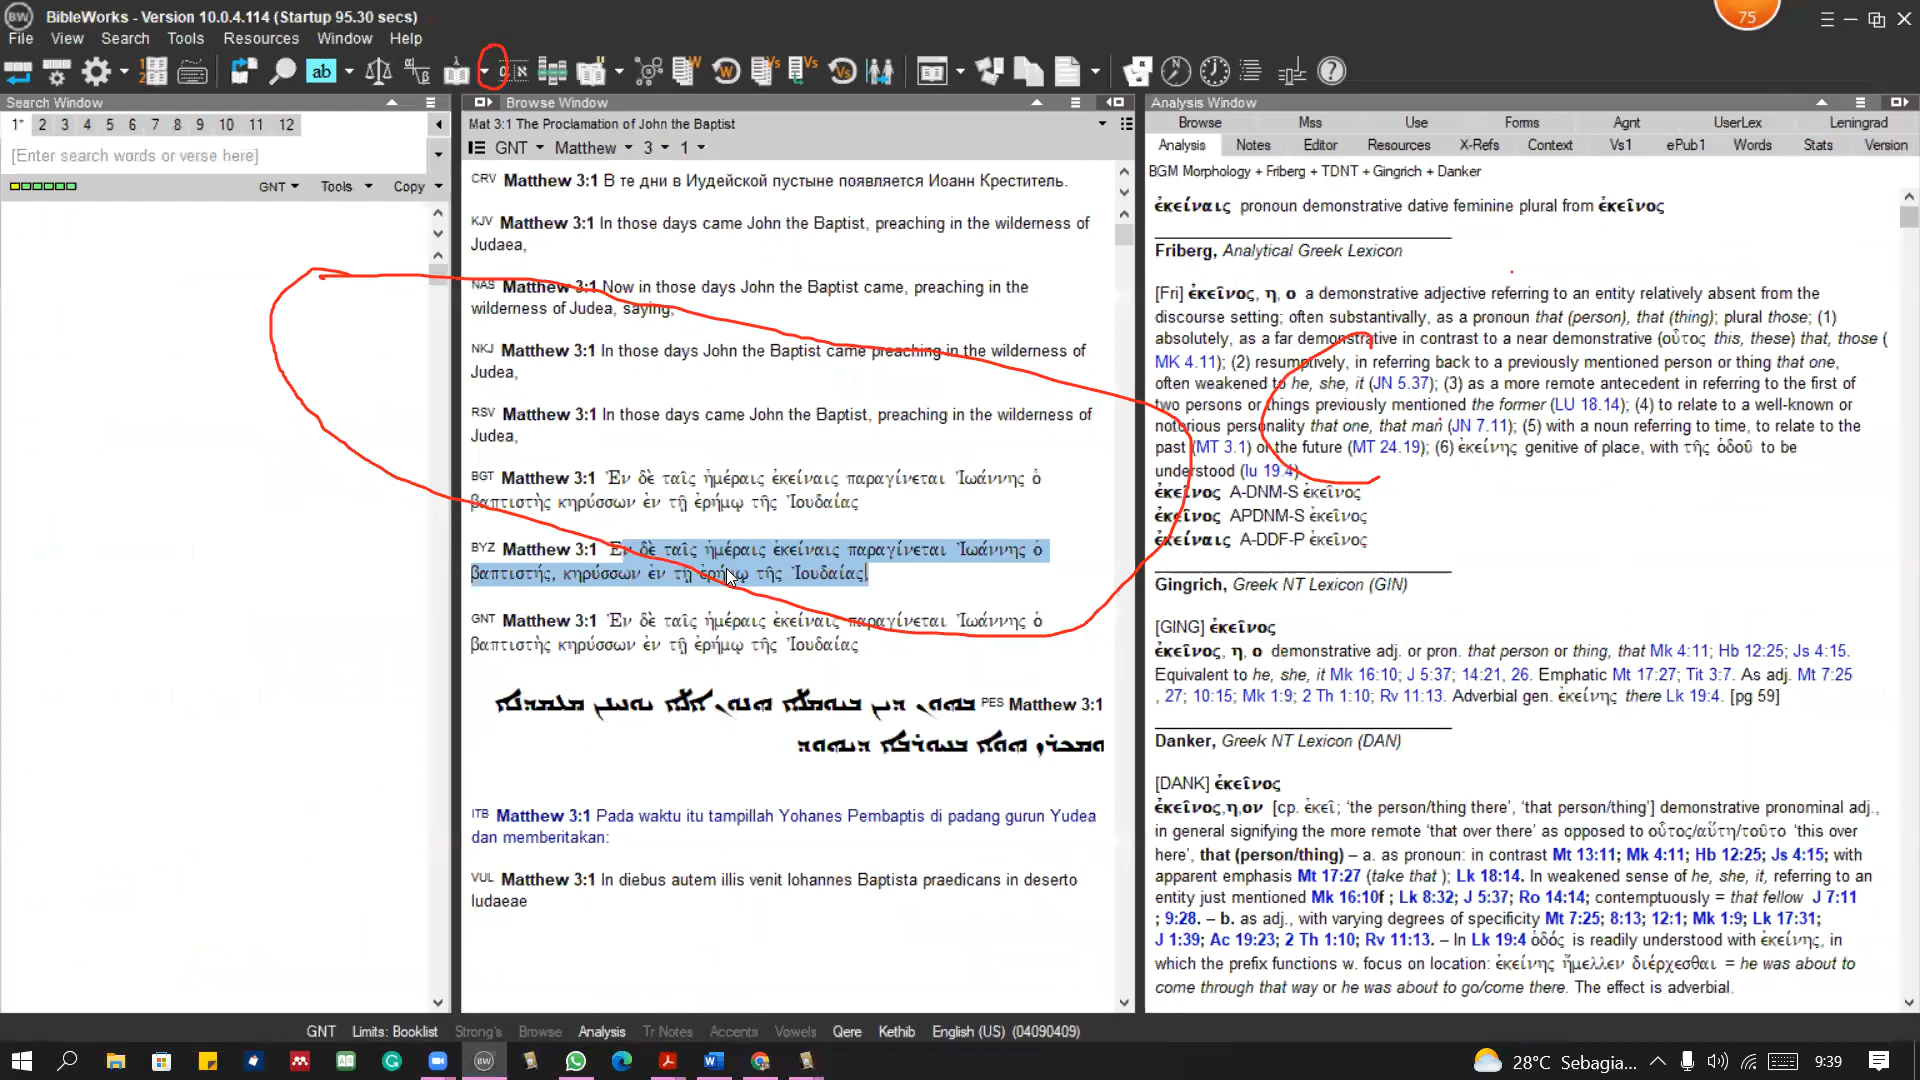 BibleWorks - Version 10.0.4.114 (Startup 95.30 secs)
75
File View Search Tools Resources Window Help
Search Window
1* 2 3 4 5 6 7 8 9 10 11 12
[Enter search words or verse here]
GNT Tools Copy
Browse Window
Mat 3:1 The Proclamation of John the Baptist
GNT Matthew 3 1
CRV Matthew 3:1 В те дни в Иудейской пустыне появляется Иоанн Креститель.
KJV Matthew 3:1 In those days came John the Baptist, preaching in the wilderness of
Judaea,
NAS Matthew 3:1 Now in those days John the Baptist came, preaching in the
wilderness of Judea, saying,
NKJ Matthew 3:1 In those days John the Baptist came preaching in the wilderness of
Judea,
RSV Matthew 3:1 In those days came John the Baptist, preaching in the wilderness of
Judea,
BGT Matthew 3:1 Ἐν δὲ ταῖς ἡμέραις ἐκείναις παραγίνεται Ἰωάννης ὁ
βαπτιστὴς κηρύσσων ἐν τῇ ἐρήμῳ τῆς Ἰουδαίας
BYZ Matthew 3:1 Ἐν δὲ ταῖς ἡμέραις ἐκείναις παραγίνεται Ἰωάννης ὁ
βαπτιστής, κηρύσσων ἐν τῇ ἐρήμῳ τῆς Ἰουδαίας,
GNT Matthew 3:1 Ἐν δὲ ταῖς ἡμέραις ἐκείναις παραγίνεται Ἰωάννης ὁ
βαπτιστὴς κηρύσσων ἐν τῇ ἐρήμῳ τῆς Ἰουδαίας
PES Matthew 3:1
ITB Matthew 3:1 Pada waktu itu tampillah Yohanes Pembaptis di padang gurun Yudea
dan memberitakan:
VUL Matthew 3:1 In diebus autem illis venit Iohannes Baptista praedicans in deserto
Iudaeae
Analysis Window
Browse Mss Use Forms Agnt UserLex Leningrad
Analysis Notes Editor Resources X-Refs Context Vs1 ePub1 Words Stats Version
BGM Morphology + Friberg + TDNT + Gingrich + Danker
ἐκείναις pronoun demonstrative dative feminine plural from ἐκεῖνος
Friberg, Analytical Greek Lexicon
[Fri] ἐκεῖνος, η, ο a demonstrative adjective referring to an entity relatively absent from the
discourse setting; often substantivally, as a pronoun that (person), that (thing); plural those; (1)
absolutely, as a far demonstrative in contrast to a near demonstrative (οὗτος this, these) that, those (
MK 4.11); (2) resumptively, in referring back to a previously mentioned person or thing that one,
often weakened to he, she, it (JN 5.37); (3) as a more remote antecedent in referring to the first of
two persons or things previously mentioned the former (LU 18.14); (4) to relate to a well-known or
notorious personality that one, that man (JN 7.11); (5) with a noun referring to time, to relate to the
past (MT 3.1) or the future (MT 24.19); (6) ἐκείνης genitive of place, with τῆς ὁδοῦ to be
understood (lu 19.4)
ἐκεῖνος A-DNM-S ἐκεῖνος
ἐκεῖνος APDNM-S ἐκεῖνος
ἐκείναις A-DDF-P ἐκεῖνος
Gingrich, Greek NT Lexicon (GIN)
[GING] ἐκεῖνος
ἐκεῖνος, η, ο demonstrative adj. or pron. that person or thing, that Mk 4:11; Hb 12:25; Js 4:15.
Equivalent to he, she, it Mk 16:10; J 5:37; 14:21, 26. Emphatic Mt 17:27; Tit 3:7. As adj. Mt 7:25
, 27; 10:15; Mk 1:9; 2 Th 1:10; Rv 11:13. Adverbial gen. ἐκείνης there Lk 19:4. [pg 59]
Danker, Greek NT Lexicon (DAN)
[DANK] ἐκεῖνος
ἐκεῖνος,η,ον [cp. ἐκεῖ; ‘the person/thing there’, ‘that person/thing’] demonstrative pronominal adj.,
in general signifying the more remote ‘that over there’ as opposed to οὗτος/αὕτη/τοῦτο ‘this over
here’, that (person/thing) – a. as pronoun: in contrast Mt 13:11; Mk 4:11; Hb 12:25; Js 4:15; with
apparent emphasis Mt 17:27 (take that ); Lk 18:14. In weakened sense of he, she, it, referring to an
entity just mentioned Mk 16:10f ; Lk 8:32; J 5:37; Ro 14:14; contemptuously = that fellow J 7:11
; 9:28. – b. as adj., with varying degrees of specificity Mt 7:25; 8:13; 12:1; Mk 1:9; Lk 17:31;
J 1:39; Ac 19:23; 2 Th 1:10; Rv 11:13. – In Lk 19:4 ὁδός is readily understood with ἐκείνης, in
which the prefix functions w. focus on location: ἐκείνης ἤμελλεν διέρχεσθαι = he was about to
come through that way or he was about to go/come there. The effect is adverbial.
GNT Limits: Booklist Strong's Browse Analysis Tr Notes Accents Vowels Qere Kethib English (US) (04090409)
28°C Sebagia... 9:39